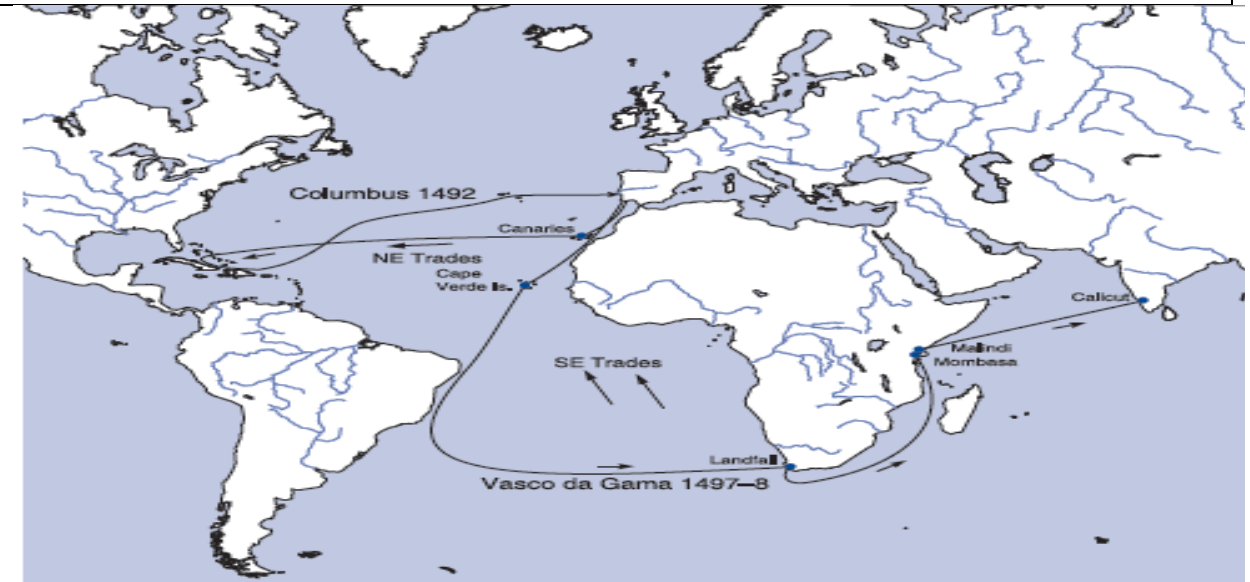 Columbus 1492
Canaries
NE Trades
Cape
Verde Is.
Calicut
Malindi
Mombasa
SE Trades
Landfall
Vasco da Gama 1497–8